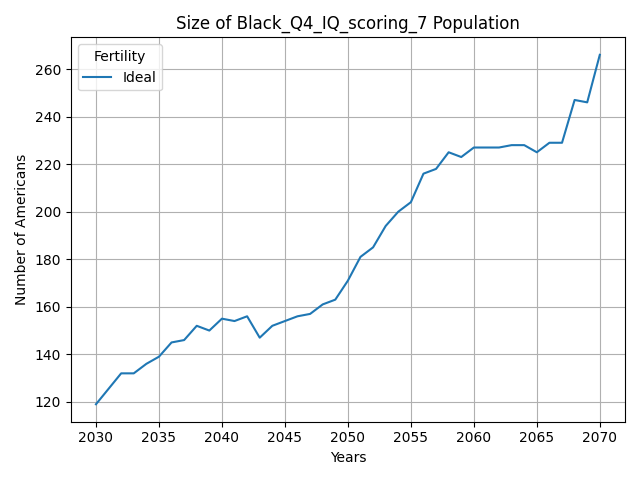 Size of Black_Q4_IQ_scoring_7 Population
Fertility
Ideal
Number of Americans
260
240
220
200
180
160
140
120
2030 2035 2040 2045 2050 2055 2060 2065 2070
Years